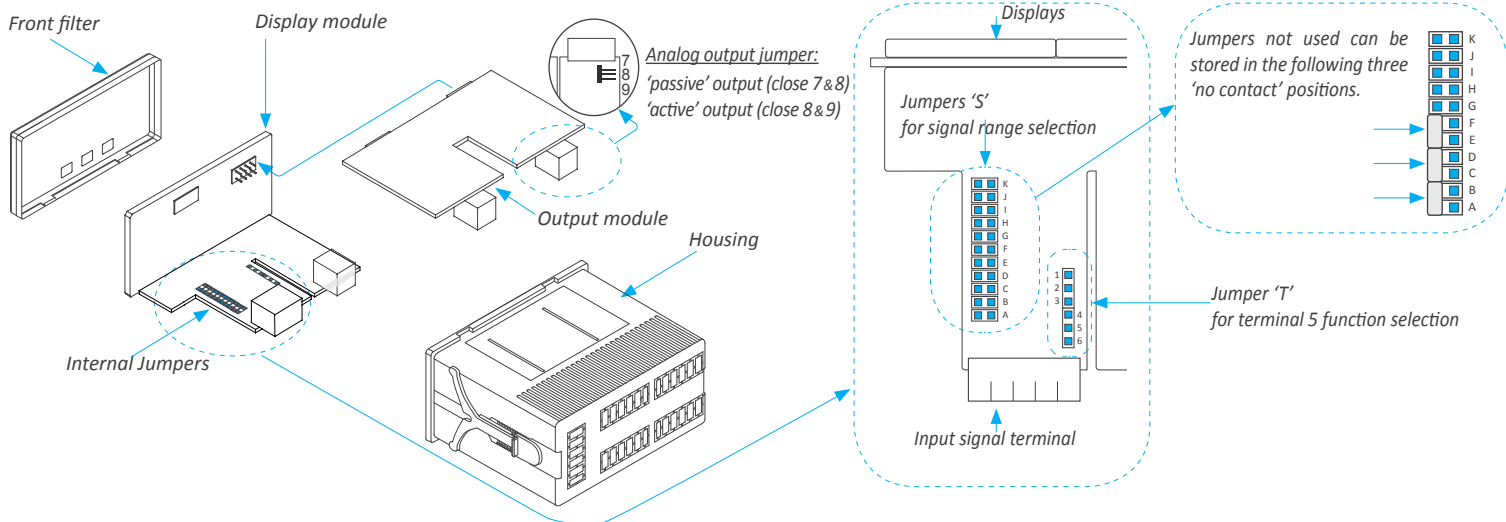 Front filter
Display module
7
8
9
Analog output jumper:
'passive' output (close 7&8)
'active' output (close 8&9)
Output module
Housing
Internal Jumpers
Displays
Jumpers 'S'
for signal range selection
K
J
I
H
G
F
E
D
C
B
A
1
2
3
4
5
6
Jumper 'T'
for terminal 5 function selection
Input signal terminal
Jumpers not used can be
stored in the following three
'no contact' positions.
K
J
I
H
G
F
E
D
C
B
A